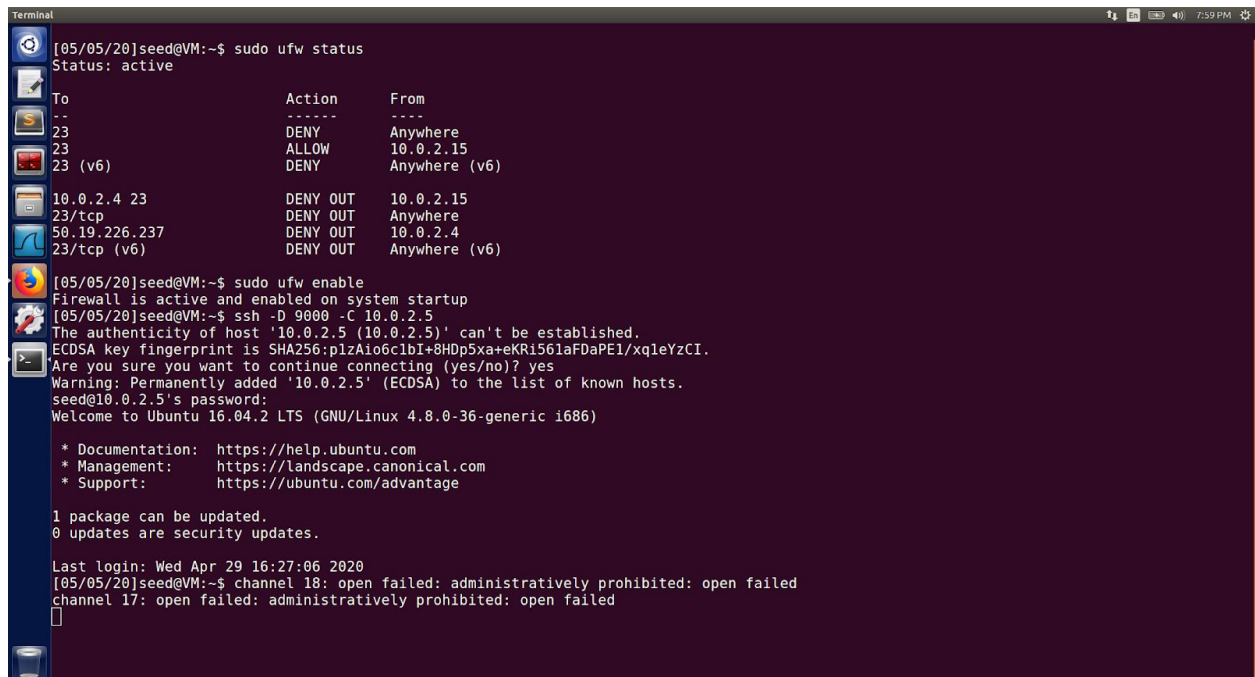 Terminal
En
7:59 PM
[05/05/20]seed@VM:~$ sudo ufw status
Status: active
To Action From
-- ------ ----
23 DENY Anywhere
23 ALLOW 10.0.2.15
23 (v6) DENY Anywhere (v6)
10.0.2.4 23 DENY OUT 10.0.2.15
23/tcp DENY OUT Anywhere
50.19.226.237 DENY OUT 10.0.2.4
23/tcp (v6) DENY OUT Anywhere (v6)
[05/05/20]seed@VM:~$ sudo ufw enable
Firewall is active and enabled on system startup
[05/05/20]seed@VM:~$ ssh -D 9000 -C 10.0.2.5
The authenticity of host '10.0.2.5 (10.0.2.5)' can't be established.
ECDSA key fingerprint is SHA256:p1zAio6c1bI+8HDp5xa+eKRi561aFDaPE1/xq1eYzCI.
Are you sure you want to continue connecting (yes/no)? yes
Warning: Permanently added '10.0.2.5' (ECDSA) to the list of known hosts.
seed@10.0.2.5's password:
Welcome to Ubuntu 16.04.2 LTS (GNU/Linux 4.8.0-36-generic i686)
* Documentation: https://help.ubuntu.com
* Management: https://landscape.canonical.com
* Support: https://ubuntu.com/advantage
1 package can be updated.
0 updates are security updates.
Last login: Wed Apr 29 16:27:06 2020
[05/05/20]seed@VM:~$ channel 18: open failed: administratively prohibited: open failed
channel 17: open failed: administratively prohibited: open failed